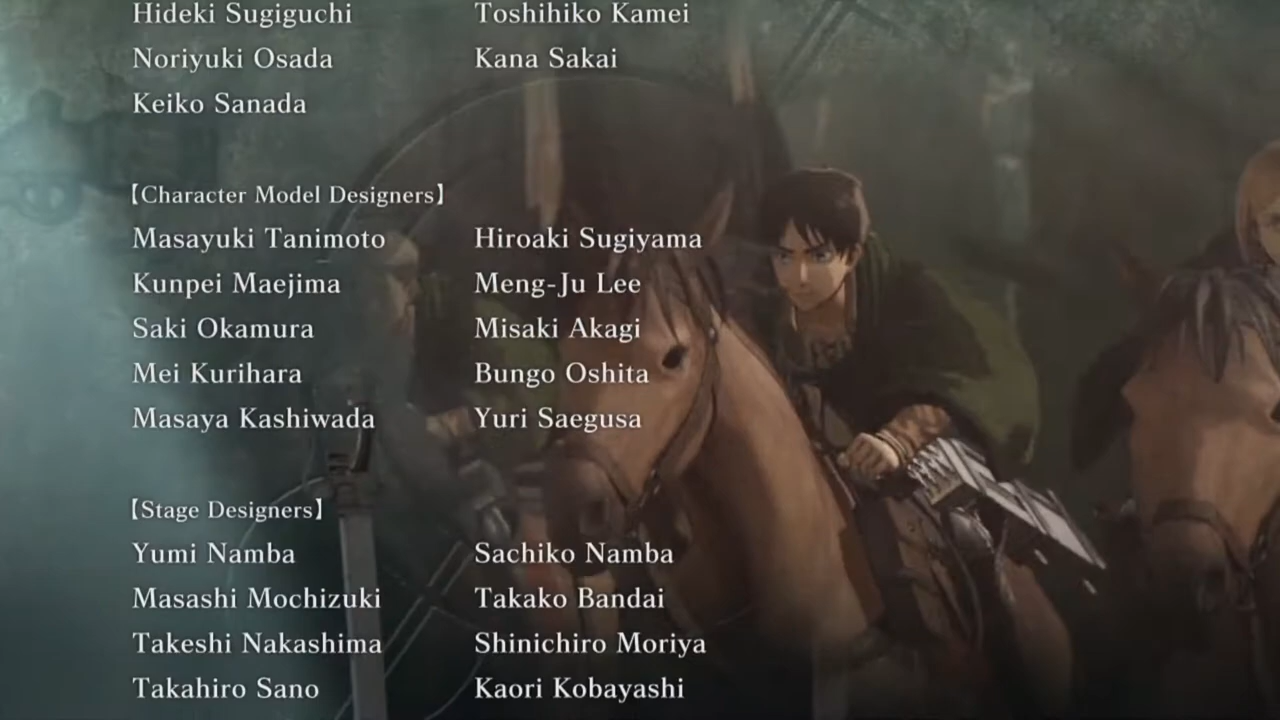 Hideki Sugiguchi Toshihiko Kamei
Noriyuki Osada Kana Sakai
Keiko Sanada
【Character Model Designers】
Masayuki Tanimoto Hiroaki Sugiyama
Kunpei Maejima Meng-Ju Lee
Saki Okamura Misaki Akagi
Mei Kurihara Bungo Oshita
Masaya Kashiwada Yuri Saegusa
【Stage Designers】
Yumi Namba Sachiko Namba
Masashi Mochizuki Takako Bandai
Takeshi Nakashima Shinichiro Moriya
Takahiro Sano Kaori Kobayashi